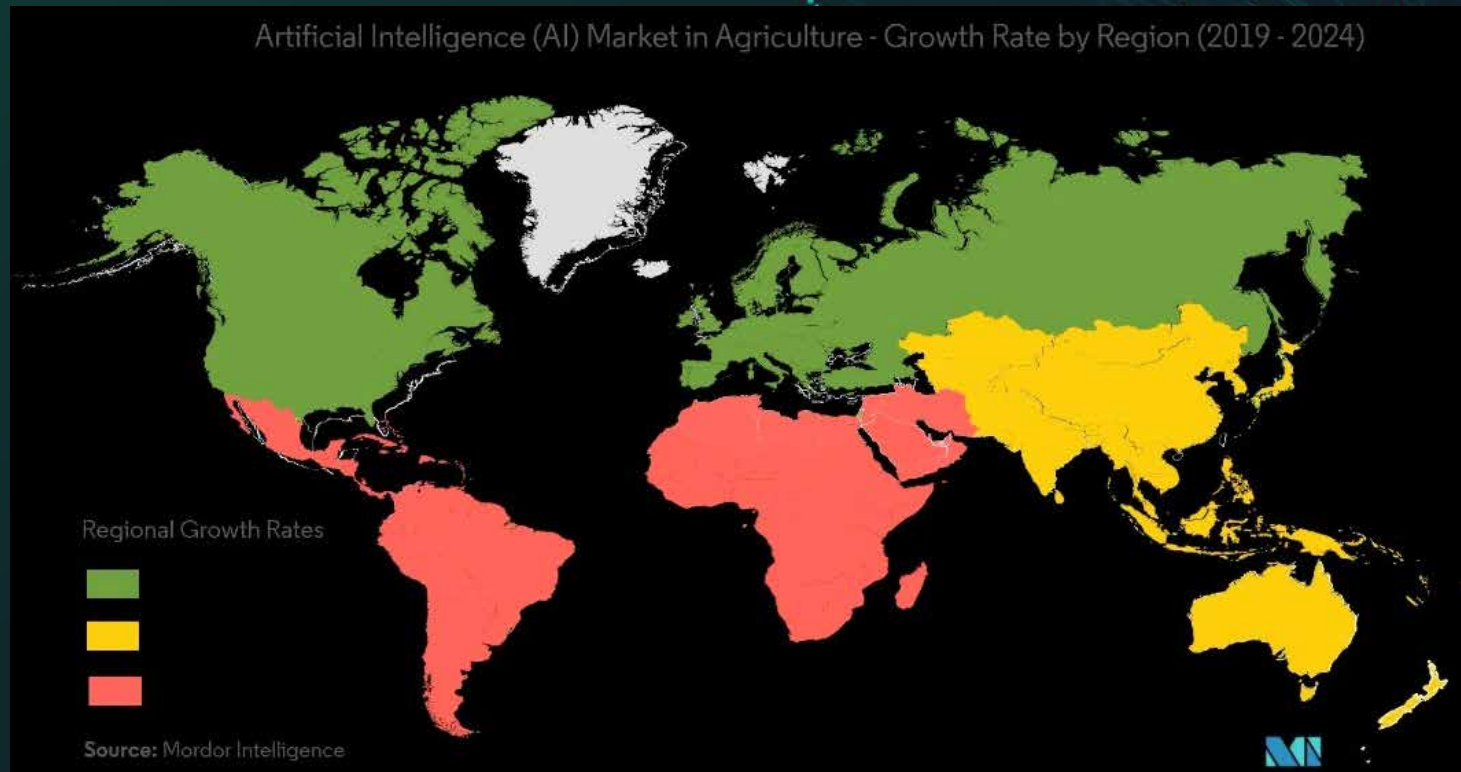 Artificial Intelligence (AI) Market in Agriculture - Growth Rate by Region (2019 - 2024)
Regional Growth Rates
Source: Mordor Intelligence